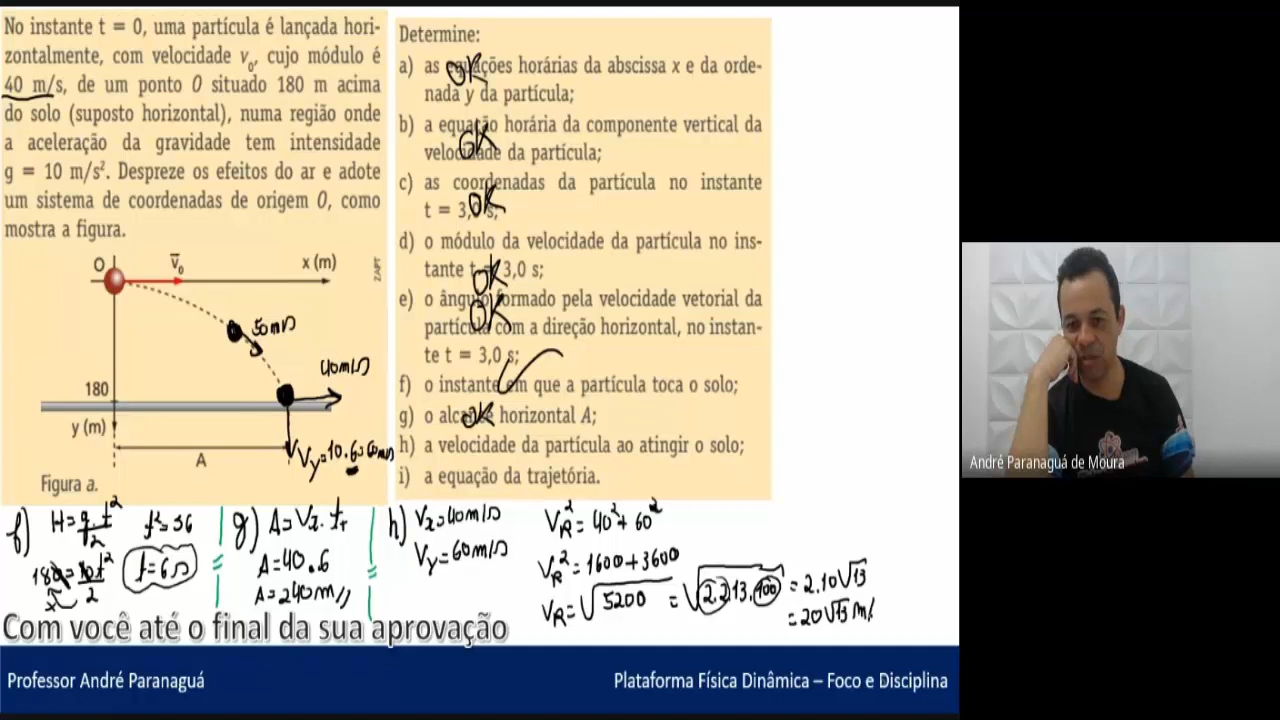 No instante t = 0, uma partícula é lançada hori-
zontalmente, com velocidade v₀, cujo módulo é
40 m/s, de um ponto O situado 180 m acima
do solo (suposto horizontal), numa região onde
a aceleração da gravidade tem intensidade
g = 10 m/s². Despreze os efeitos do ar e adote
um sistema de coordenadas de origem O, como
mostra a figura.
O
v₀
x (m)
ZAPT
50m/s
40m/s
180
y (m)
A
Vy=10.6=60m/s
Figura a.
Determine:
a) as equações horárias da abscissa x e da orde-
nada y da partícula;
OK
b) a equação horária da componente vertical da
velocidade da partícula;
OK
c) as coordenadas da partícula no instante
t = 3,0 s;
OK
d) o módulo da velocidade da partícula no ins-
tante t = 3,0 s;
OK
e) o ângulo formado pela velocidade vetorial da
partícula com a direção horizontal, no instan-
te t = 3,0 s;
OK
f) o instante em que a partícula toca o solo;
g) o alcance horizontal A;
OK
h) a velocidade da partícula ao atingir o solo;
i) a equação da trajetória.
f) H=g.t²/2
t²=36
180=10t²/2
t=6s
g) A=Vx.tT
A=40.6
A=240m//
h) Vx=40m/s
Vy=60m/s
VR²=40²+60²
VR²=1600+3600
VR=√5200 =√2.2.13.100 =2.10√13
=20√13 m/s
Com você até o final da sua aprovação
Professor André Paranaguá
Plataforma Física Dinâmica – Foco e Disciplina
André Paranaguá de Moura